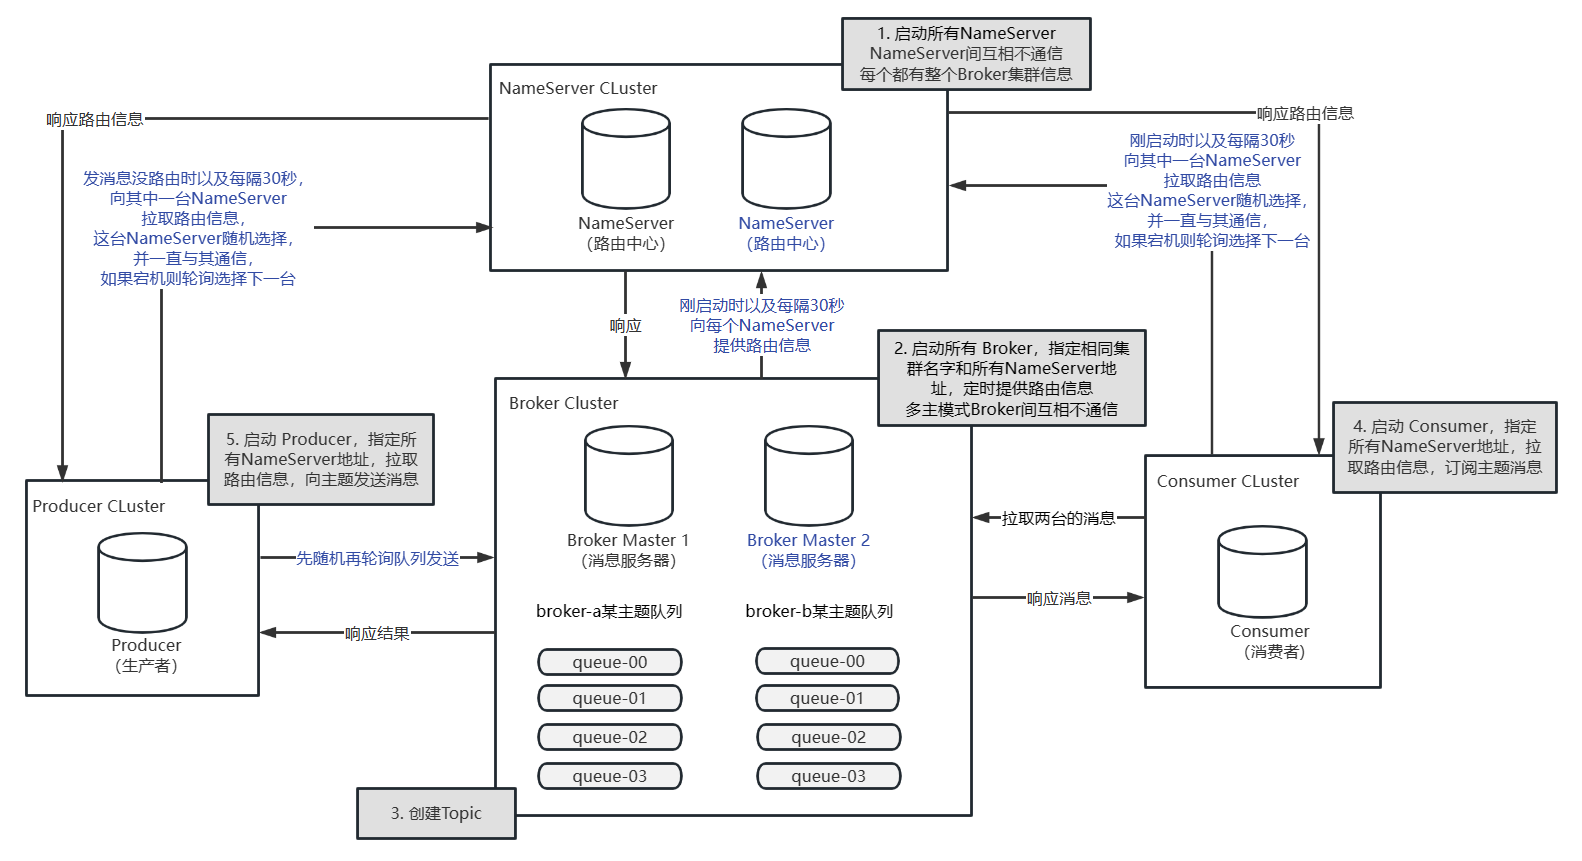 1. 启动所有NameServer
NameServer间互相不通信
每个都有整个Broker集群信息
NameServer CLuster
NameServer
（路由中心）
NameServer
（路由中心）
响应路由信息
发消息没路由时以及每隔30秒，
向其中一台NameServer
拉取路由信息，
这台NameServer随机选择，
并一直与其通信，
如果宕机则轮询选择下一台
响应路由信息
刚启动时以及每隔30秒
向其中一台NameServer
拉取路由信息
这台NameServer随机选择，
并一直与其通信，
如果宕机则轮询选择下一台
响应
刚启动时以及每隔30秒
向每个NameServer
提供路由信息
2. 启动所有 Broker，指定相同集
群名字和所有NameServer地
址，定时提供路由信息
多主模式Broker间互相不通信
Broker Cluster
Broker Master 1
（消息服务器）
Broker Master 2
（消息服务器）
broker-a某主题队列
queue-00
queue-01
queue-02
queue-03
broker-b某主题队列
queue-00
queue-01
queue-02
queue-03
3. 创建Topic
5. 启动 Producer，指定所
有NameServer地址，拉取
路由信息，向主题发送消息
Producer CLuster
Producer
（生产者）
先随机再轮询队列发送
响应结果
4. 启动 Consumer，指定
所有NameServer地址，拉
取路由信息，订阅主题消息
Consumer CLuster
Consumer
（消费者）
拉取两台的消息
响应消息